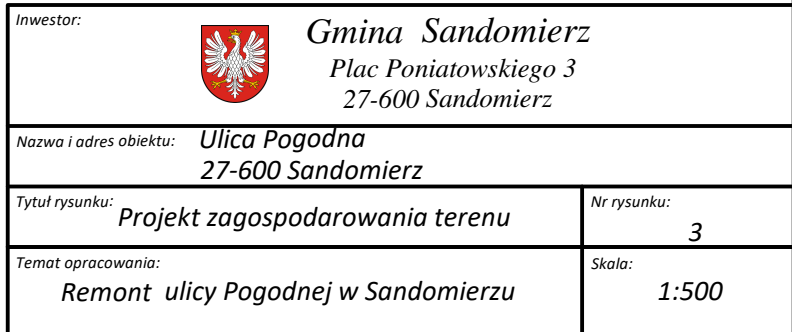 Inwestor:
Gmina Sandomierz
Plac Poniatowskiego 3
27-600 Sandomierz
Nazwa i adres obiektu: Ulica Pogodna
27-600 Sandomierz
Tytuł rysunku: Projekt zagospodarowania terenu
Nr rysunku:
3
Temat opracowania:
Remont ulicy Pogodnej w Sandomierzu
Skala:
1:500